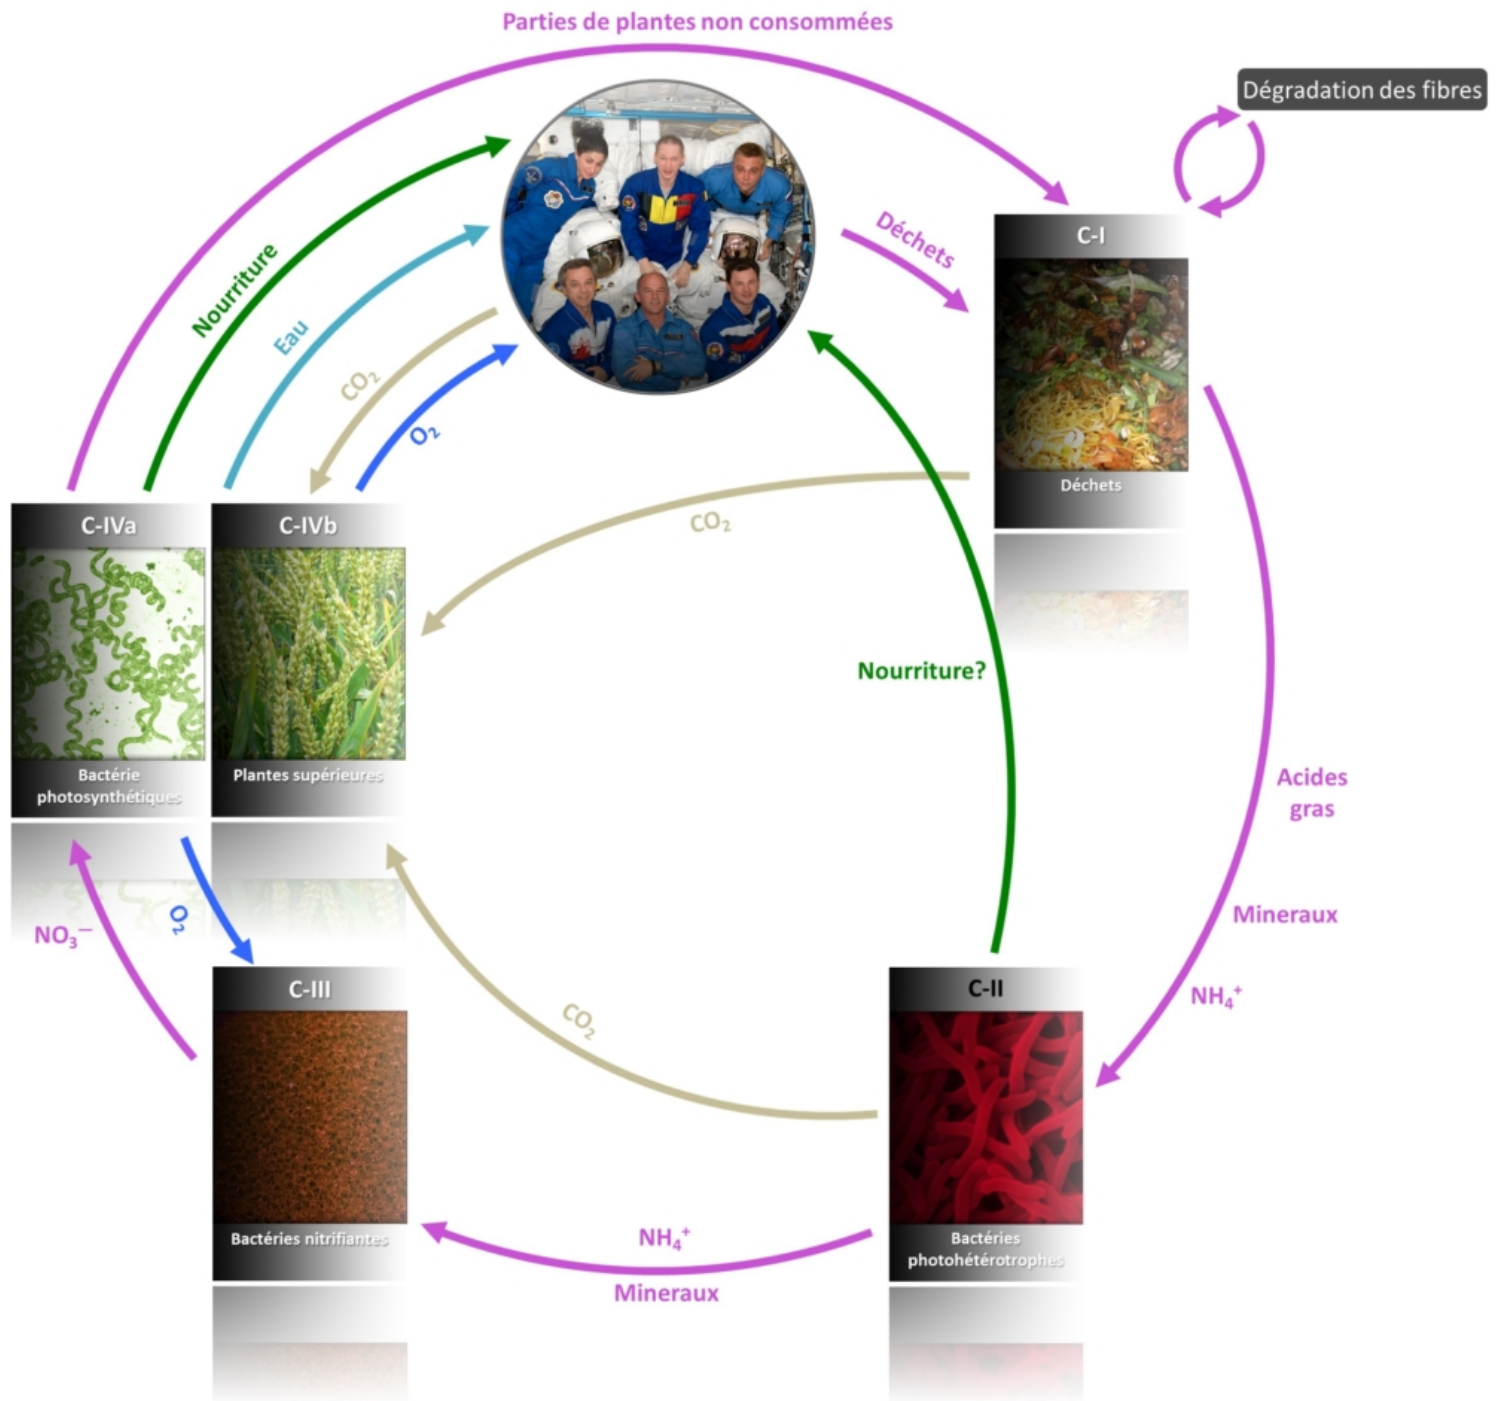 Parties de plantes non consommées
Dégradation des fibres
Déchets
C-I
Nourriture
Eau
CO₂
O₂
Déchets
CO₂
C-IVa
C-IVb
Nourriture?
Bactérie
photosynthétiques
Plantes supérieures
Acides
gras
Mineraux
NH₄⁺
NO₃⁻
O₂
C-III
C-II
CO₂
Bactéries nitrifiantes
Bactéries
photohétérotrophes
NH₄⁺
Mineraux